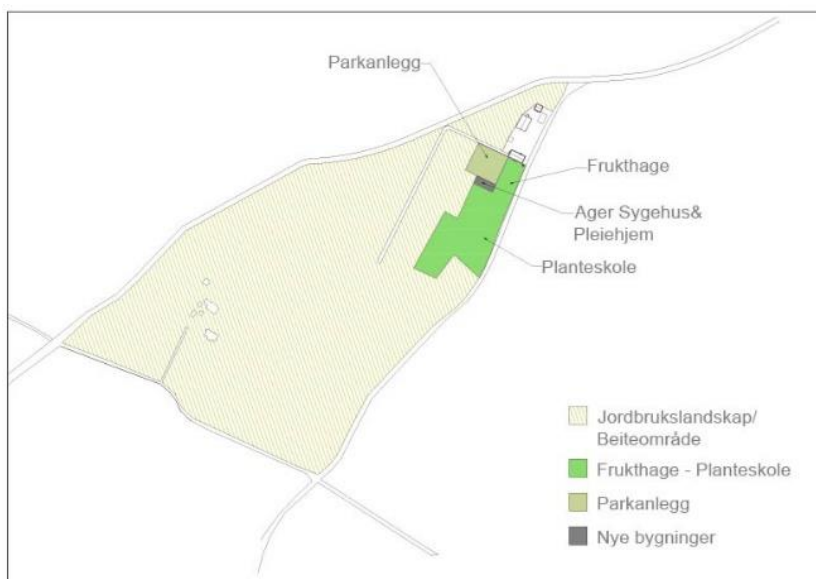 Parkanlegg
Frukthage
Ager Sygehus&
Pleiehjem
Planteskole
Jordbrukslandskap/
Beiteområde
Frukthage - Planteskole
Parkanlegg
Nye bygninger